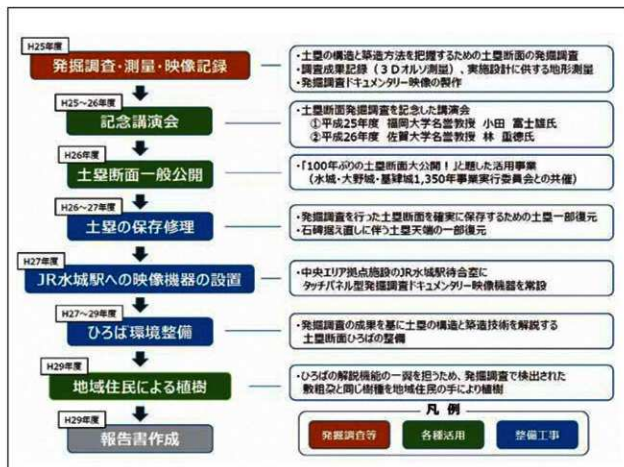 H25年度
発掘調査・測量・映像記録
・土塁の構造と築造方法を把握するための土塁断面の発掘調査
・調査成果記録(3Dオルソ測量)、実施設計に供する地形測量
・発掘調査ドキュメンタリー映像の製作
H25~26年度
記念講演会
・土塁断面発掘調査を記念した講演会
①平成25年度 福岡大学名誉教授 小田 富士雄氏
②平成26年度 佐賀大学名誉教授 林 重徳氏
H26年度
土塁断面一般公開
・「100年ぶりの土塁断面大公開!」と題した活用事業
(水城・大野城・基肄城1,350年事業実行委員会との共催)
H26~27年度
土塁の保存修理
・発掘調査を行った土塁断面を確実に保存するための土塁一部復元
・石碑据え直しに伴う土塁天端の一部復元
H27年度
JR水城駅への映像機器の設置
・中央エリア拠点施設のJR水城駅待合室に
タッチパネル型発掘調査ドキュメンタリー映像機器を常設
H27~29年度
ひろば環境整備
・発掘調査の成果を基に土塁の構造と築造技術を解説する
土塁断面ひろばの整備
H29年度
地域住民による植樹
・ひろばの解説機能の一翼を担うため、発掘調査で検出された
敷粗朶と同じ樹種を地域住民の手により植樹
H29年度
報告書作成
凡 例
発掘調査等
各種活用
整備工事